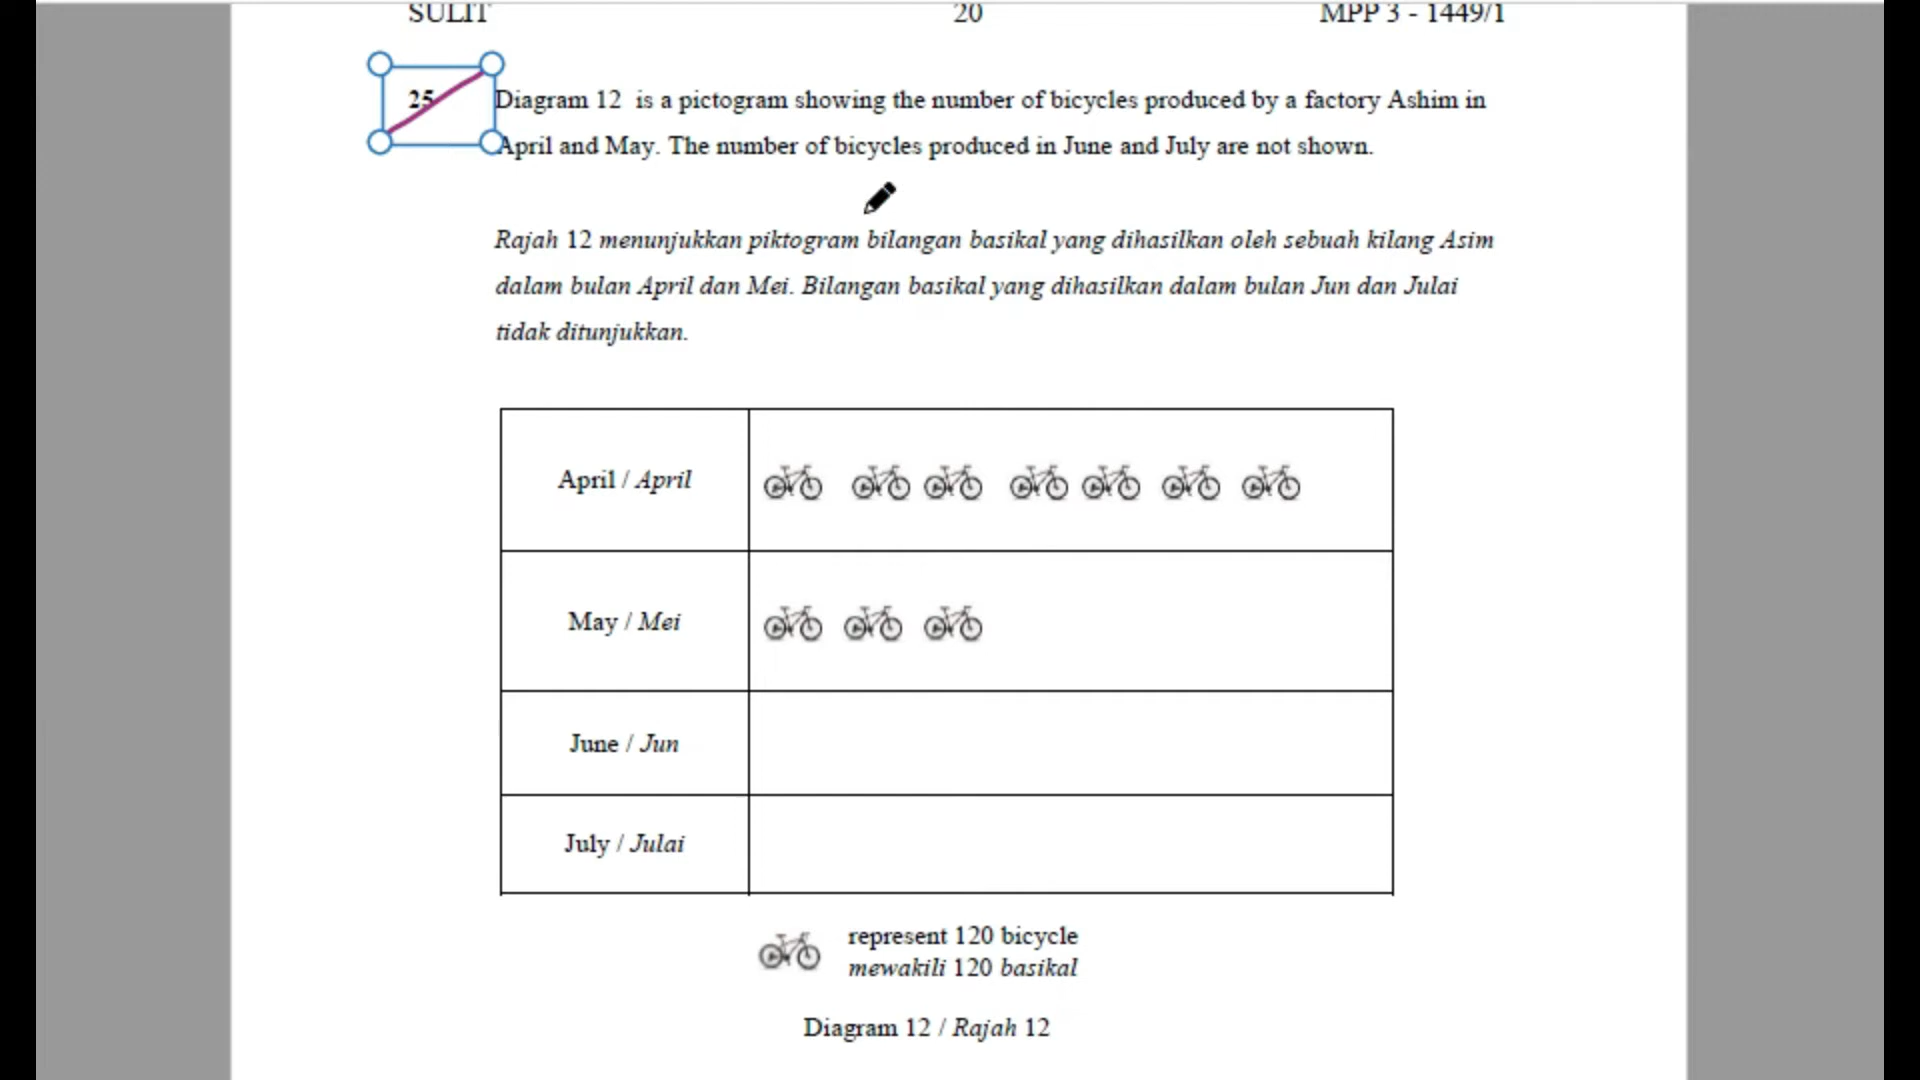 SULIT 20 MPP 3 - 1449/1
25 Diagram 12 is a pictogram showing the number of bicycles produced by a factory Ashim in
April and May. The number of bicycles produced in June and July are not shown.
Rajah 12 menunjukkan piktogram bilangan basikal yang dihasilkan oleh sebuah kilang Asim
dalam bulan April dan Mei. Bilangan basikal yang dihasilkan dalam bulan Jun dan Julai
tidak ditunjukkan.
April / April
May / Mei
June / Jun
July / Julai
represent 120 bicycle
mewakili 120 basikal
Diagram 12 / Rajah 12